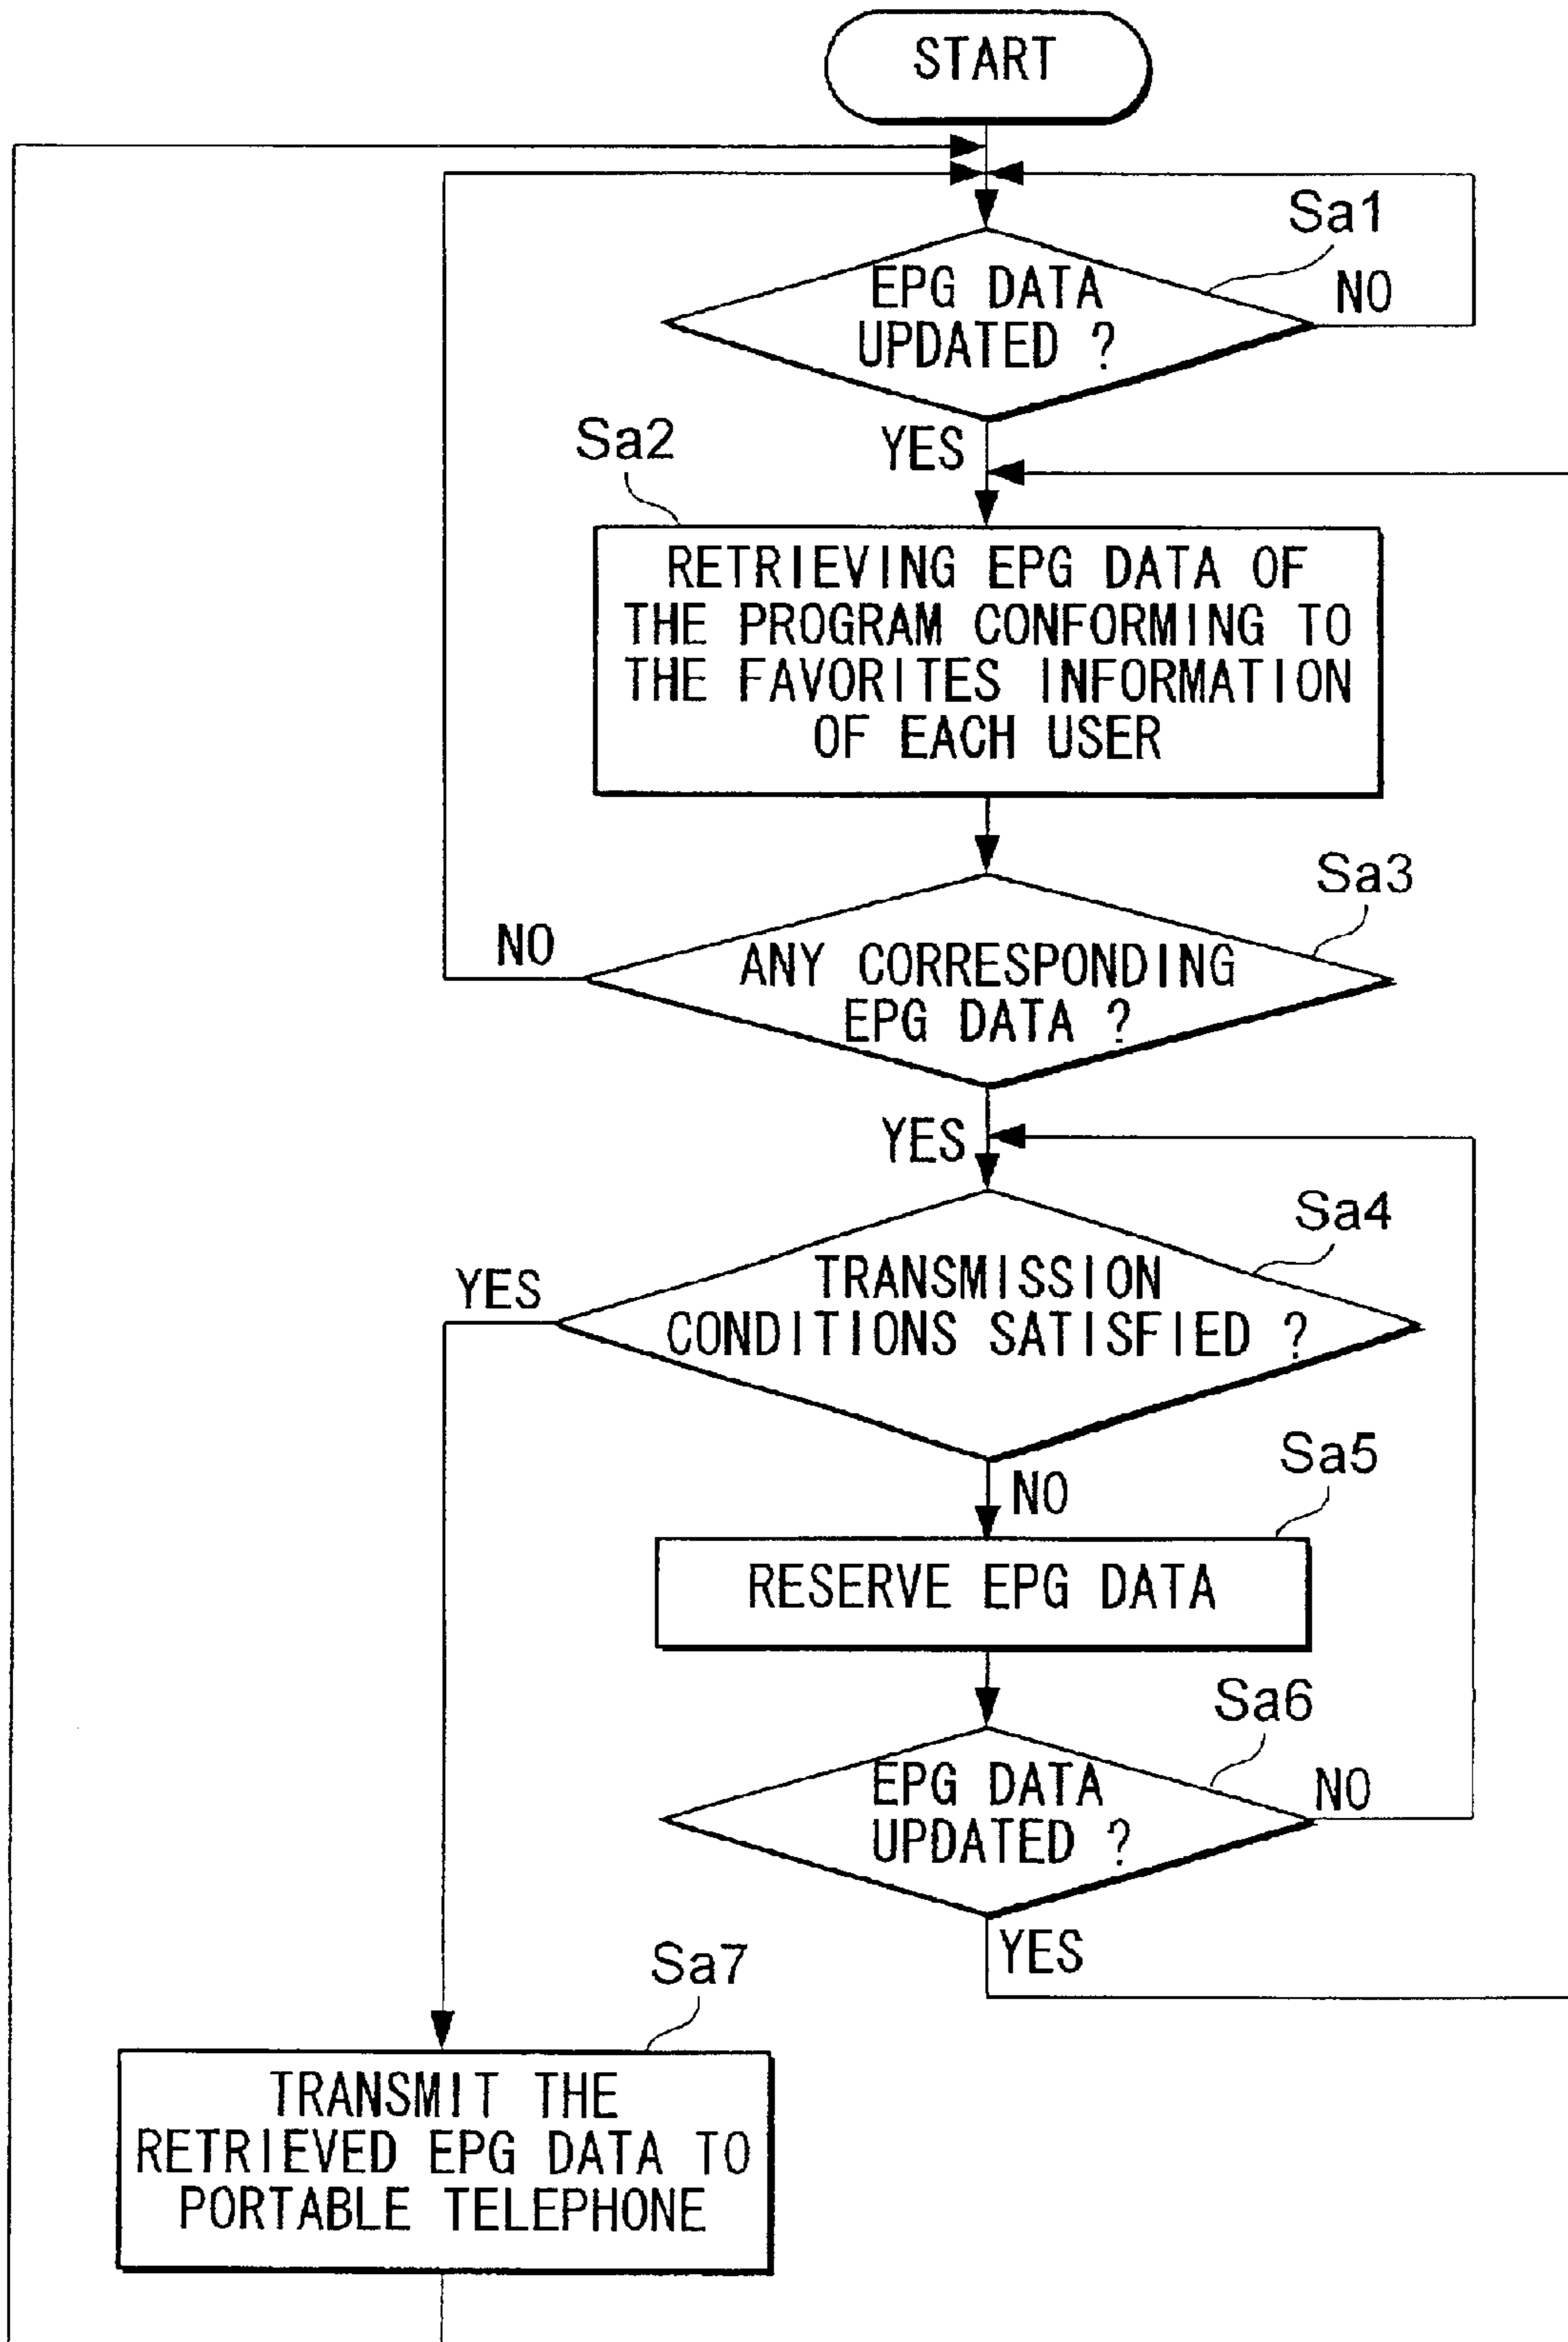 START
Sa1
EPG DATA
UPDATED ?
NO
YES
Sa2
RETRIEVING EPG DATA OF
THE PROGRAM CONFORMING TO
THE FAVORITES INFORMATION
OF EACH USER
Sa3
NO
ANY CORRESPONDING
EPG DATA ?
YES
Sa4
YES
TRANSMISSION
CONDITIONS SATISFIED ?
NO
Sa5
RESERVE EPG DATA
Sa6
EPG DATA
UPDATED ?
NO
YES
Sa7
TRANSMIT THE
RETRIEVED EPG DATA TO
PORTABLE TELEPHONE